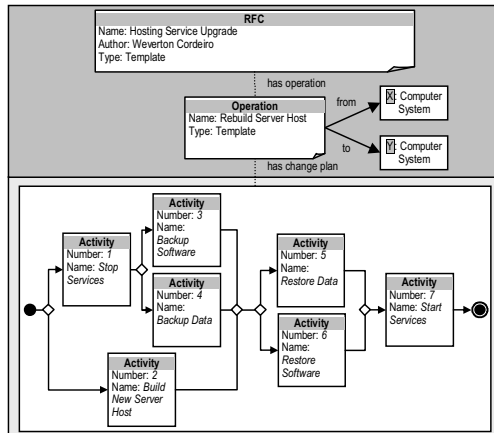 RFC
Name: Hosting Service Upgrade
Author: Weverton Cordeiro
Type: Template
has operation
Operation
Name: Rebuild Server Host
Type: Template
from
X: Computer
System
to
Y: Computer
System
has change plan
Activity
Number: 1
Name: Stop
Services
Activity
Number: 3
Name:
Backup
Software
Activity
Number: 4
Name:
Backup Data
Activity
Number: 2
Name: Build
New Server
Host
Activity
Number: 5
Name:
Restore Data
Activity
Number: 6
Name:
Restore
Software
Activity
Number: 7
Name: Start
Services